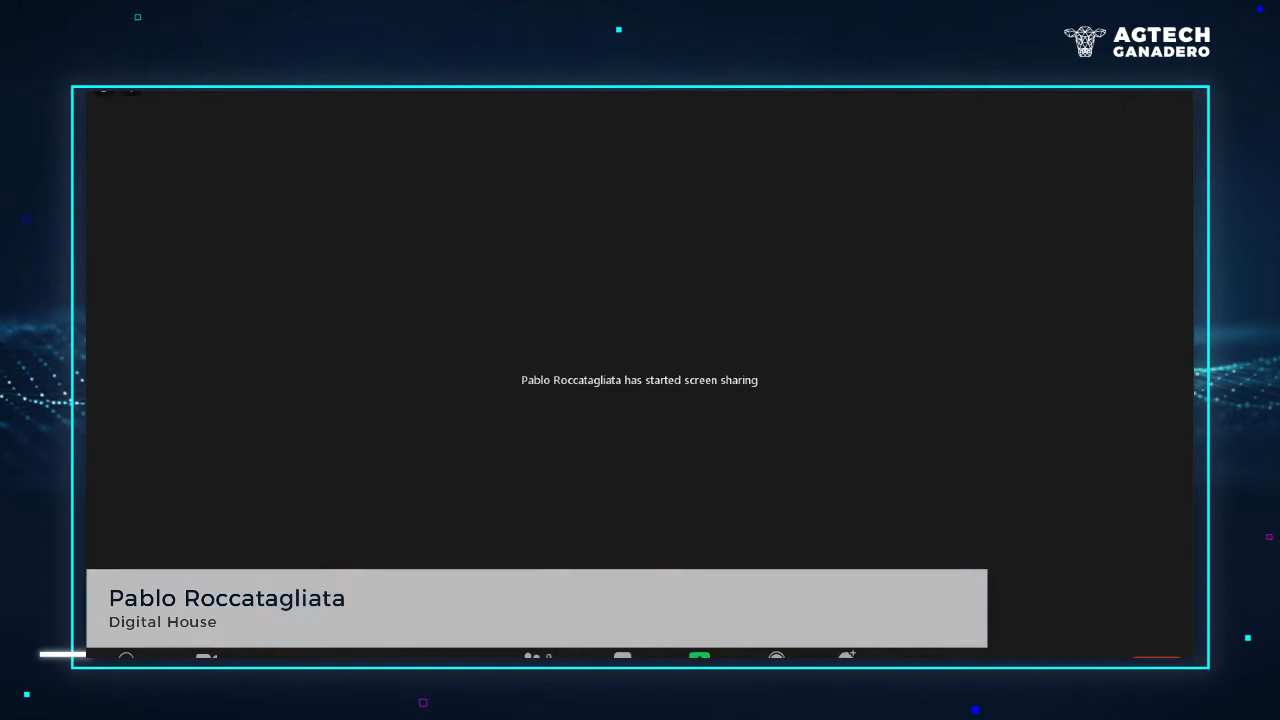 AGTECH
GANADERO
Pablo Roccatagliata has started screen sharing
Pablo Roccatagliata
Digital House